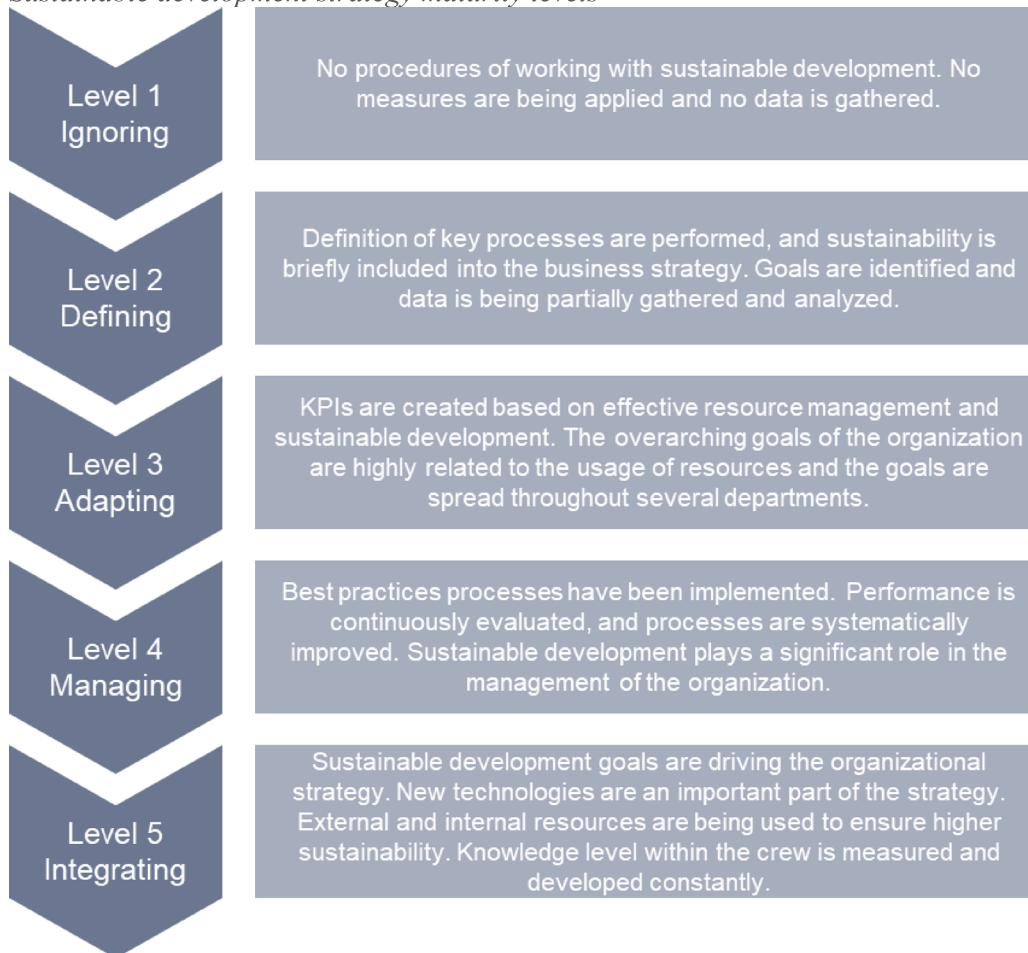 Sustainable development strategy maturity levels
Level 1
Ignoring
No procedures of working with sustainable development. No
measures are being applied and no data is gathered.
Level 2
Defining
Definition of key processes are performed, and sustainability is
briefly included into the business strategy. Goals are identified and
data is being partially gathered and analyzed.
Level 3
Adapting
KPIs are created based on effective resource management and
sustainable development. The overarching goals of the organization
are highly related to the usage of resources and the goals are
spread throughout several departments.
Level 4
Managing
Best practices processes have been implemented. Performance is
continuously evaluated, and processes are systematically
improved. Sustainable development plays a significant role in the
management of the organization.
Level 5
Integrating
Sustainable development goals are driving the organizational
strategy. New technologies are an important part of the strategy.
External and internal resources are being used to ensure higher
sustainability. Knowledge level within the crew is measured and
developed constantly.